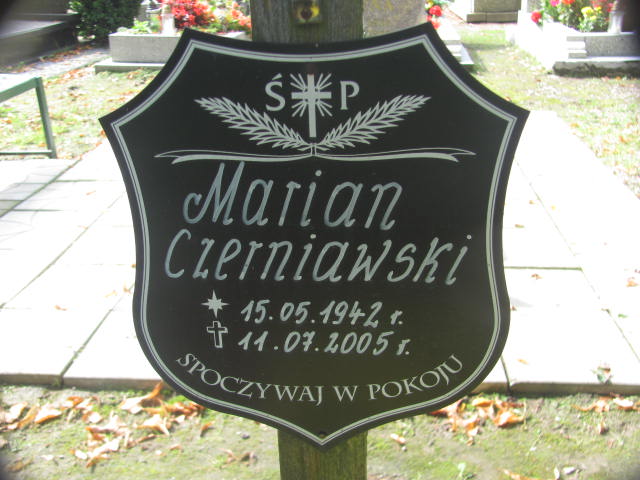 Ś P
Marian
Czerniawski
15.05.1942 r.
11.07.2005 r.
SPOCZYWAJ W POKOJU